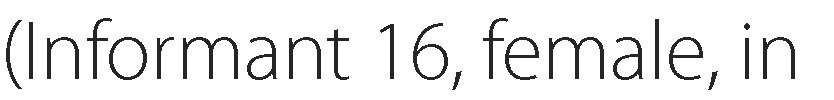 (Informant 16, female, in